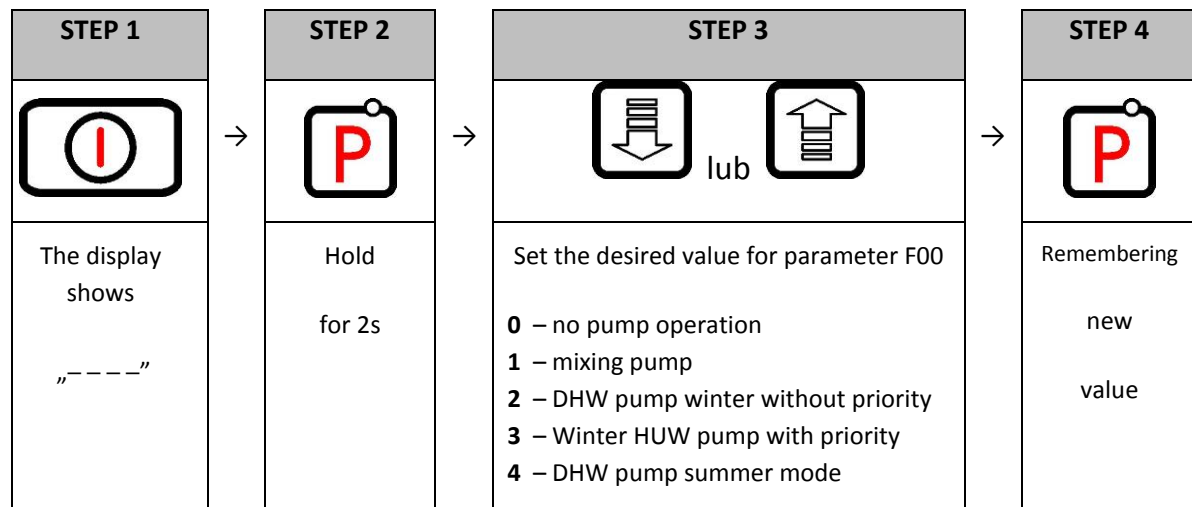 STEP 1
STEP 2
STEP 3
STEP 4
→
P
→
lub
→
P
The display
shows
„– – – –”
Hold
for 2s
Set the desired value for parameter F00
0 – no pump operation
1 – mixing pump
2 – DHW pump winter without priority
3 – Winter HUW pump with priority
4 – DHW pump summer mode
Remembering
new
value